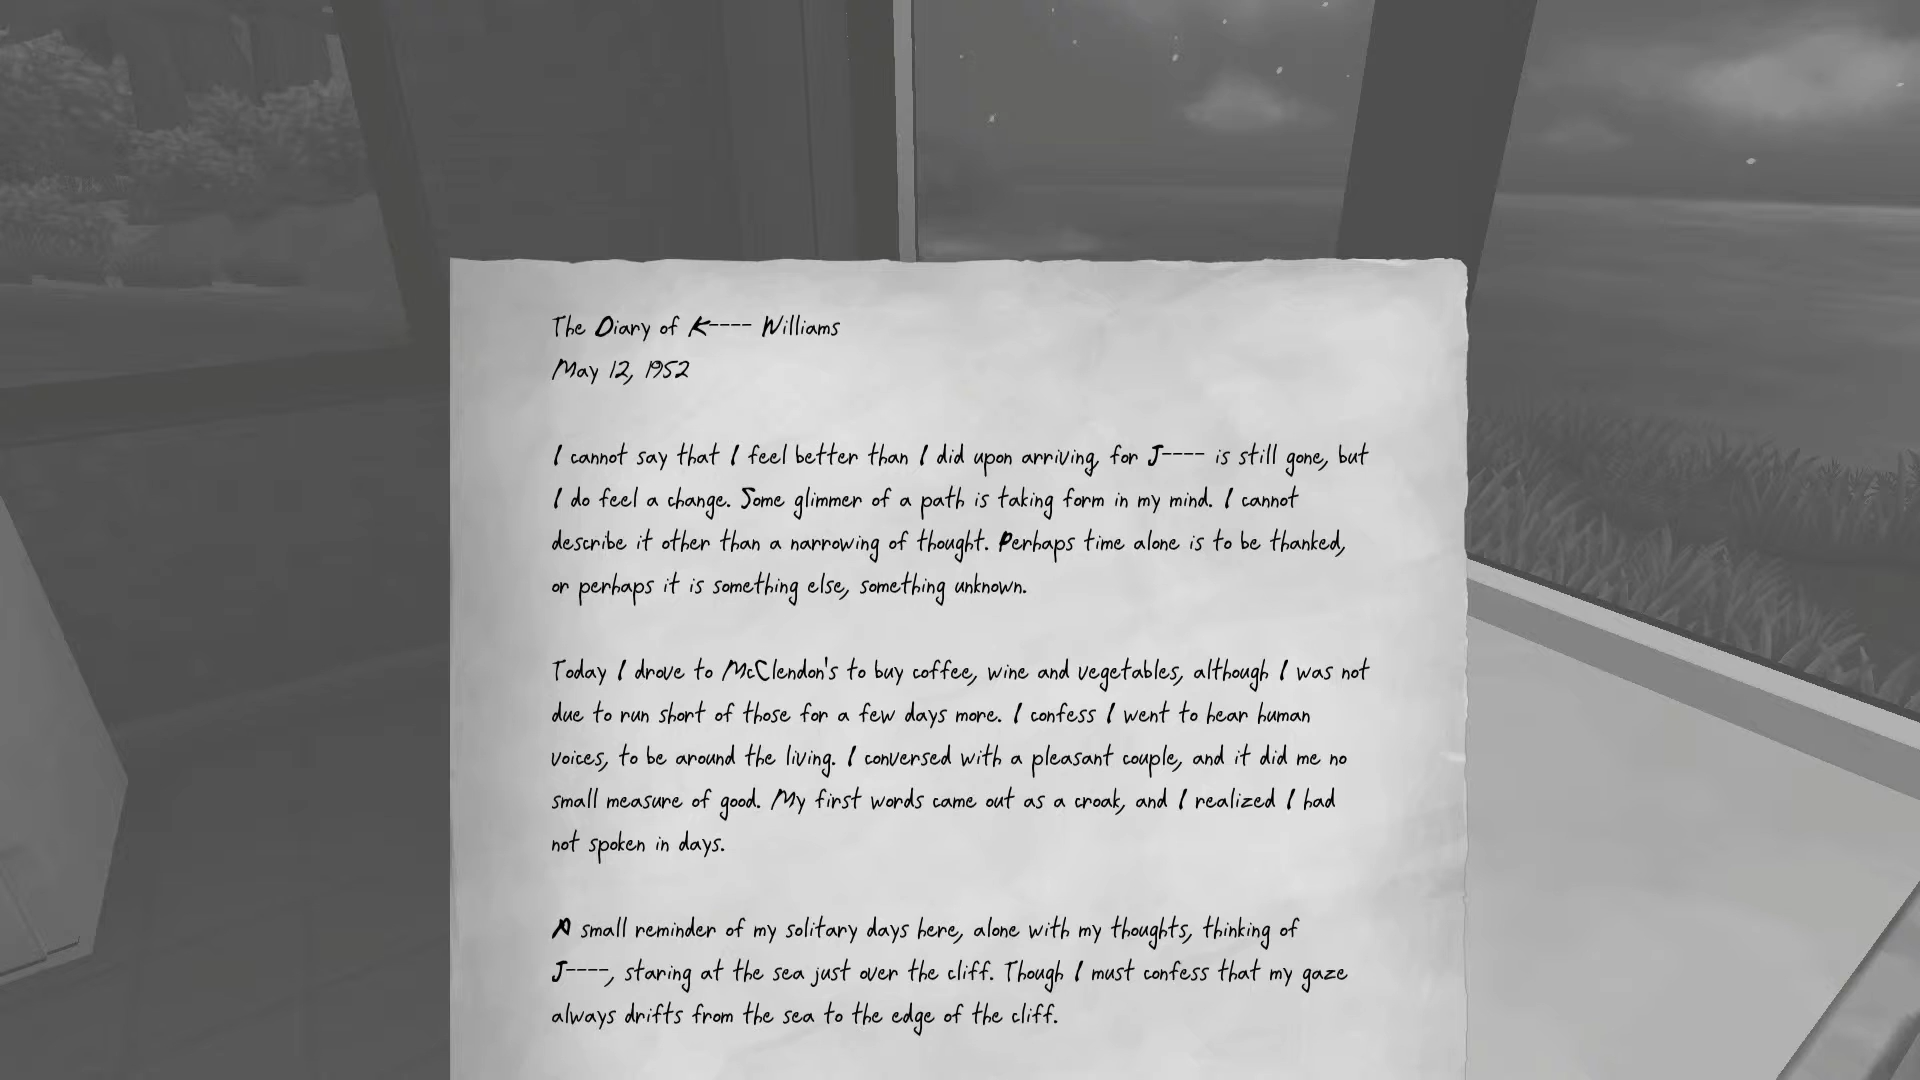 The Diary of K---- Williams
May 12, 1952
I cannot say that I feel better than I did upon arriving, for J---- is still gone, but
I do feel a change. Some glimmer of a path is taking form in my mind. I cannot
describe it other than a narrowing of thought. Perhaps time alone is to be thanked,
or perhaps it is something else, something unknown.
Today I drove to McClendon's to buy coffee, wine and vegetables, although I was not
due to run short of those for a few days more. I confess I went to hear human
voices, to be around the living. I conversed with a pleasant couple, and it did me no
small measure of good. My first words came out as a croak, and I realized I had
not spoken in days.
A small reminder of my solitary days here, alone with my thoughts, thinking of
J----, staring at the sea just over the cliff. Though I must confess that my gaze
always drifts from the sea to the edge of the cliff.